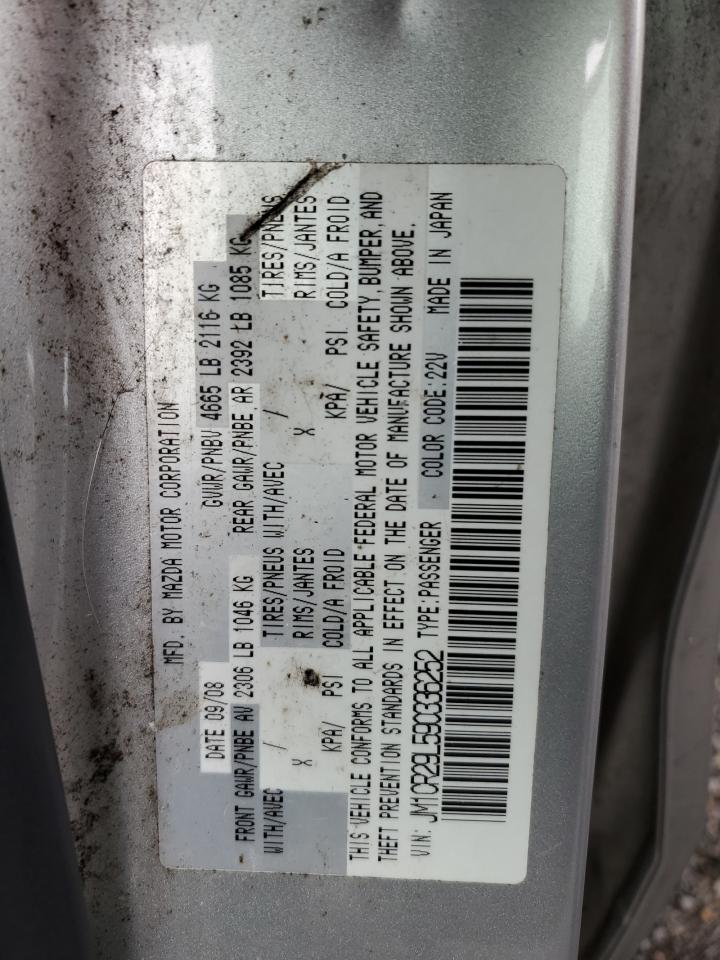 MFD. BY MAZDA MOTOR CORPORATION
DATE 09/08 GVWR/PNBV 4665 LB 2116 KG
FRONT GAWR/PNBE AV 2306 LB 1046 KG REAR GAWR/PNBE AR 2392 LB 1085 KG
WITH/AVEC / TIRES/PNEUS WITH/AVEC / TIRES/PNEUS
X RIMS/JANTES X RIMS/JANTES
KPA/ PSI COLD/A FROID KPA/ PSI COLD/A FROID
THIS VEHICLE CONFORMS TO ALL APPLICABLE FEDERAL MOTOR VEHICLE SAFETY,BUMPER,AND
THEFT PREVENTION STANDARDS IN EFFECT ON THE DATE OF MANUFACTURE SHOWN ABOVE.
VIN: JM1CR29L590336252 TYPE:PASSENGER COLOR CODE:22V MADE IN JAPAN